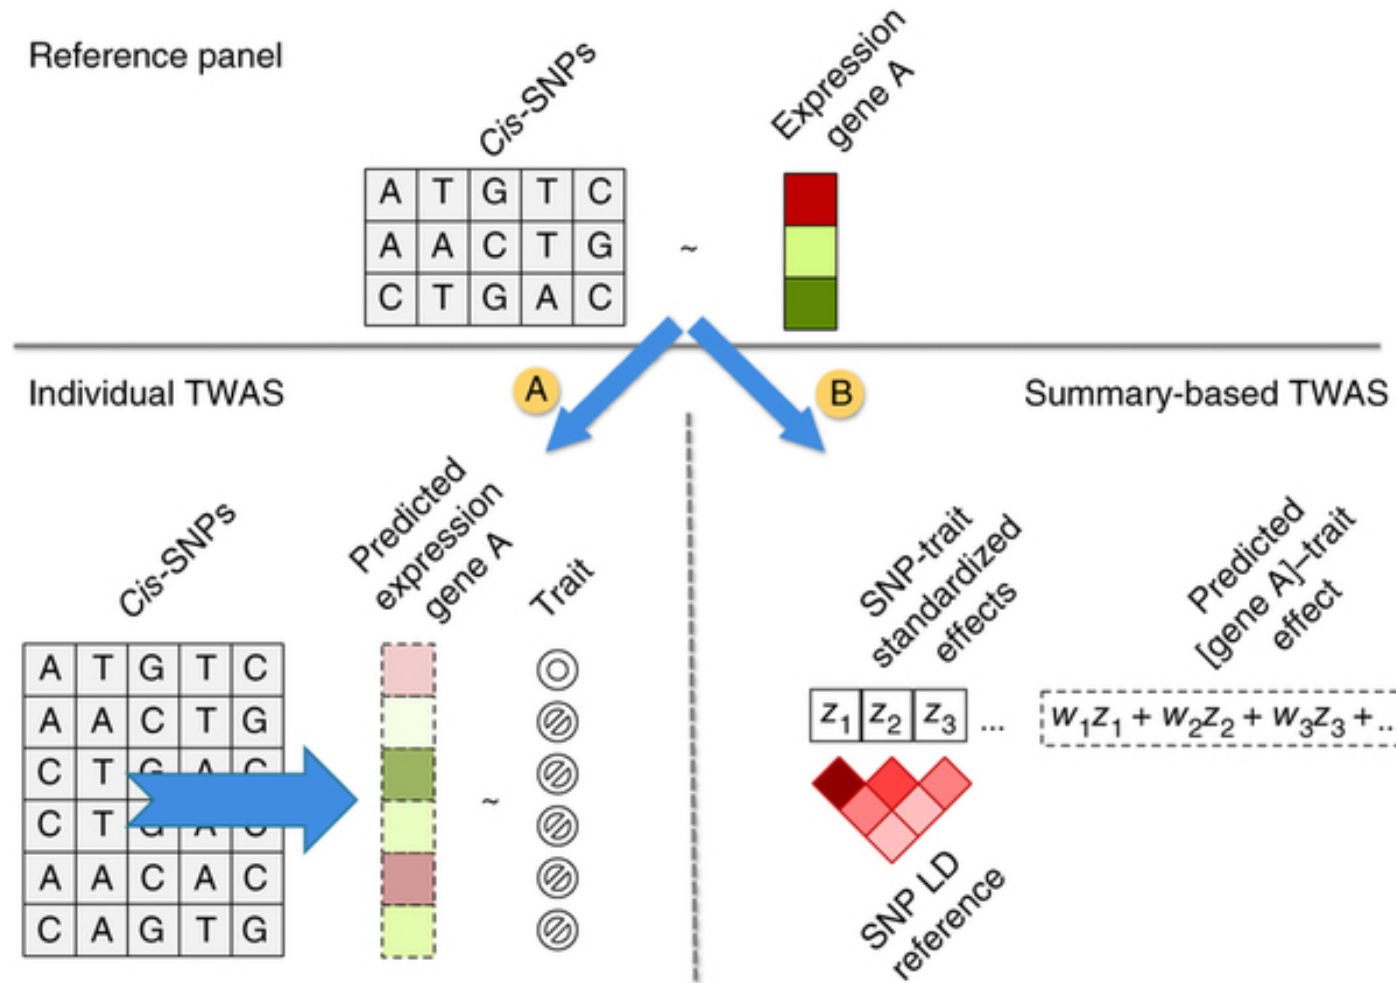 Reference panel
Cis-SNPs
Expression
gene A
A T G T C
A A C T G
C T G A C
~
Individual TWAS
A
B
Summary-based TWAS
Cis-SNPs
Predicted
expression
gene A
Trait
A T G T C
A A C T G
C T G A C
C T G A C
A A C A C
C A G T G
~
SNP-trait
standardized
effects
Predicted
[gene A]–trait
effect
z1 z2 z3 ...
w1z1 + w2z2 + w3z3 + ...
SNP LD
reference